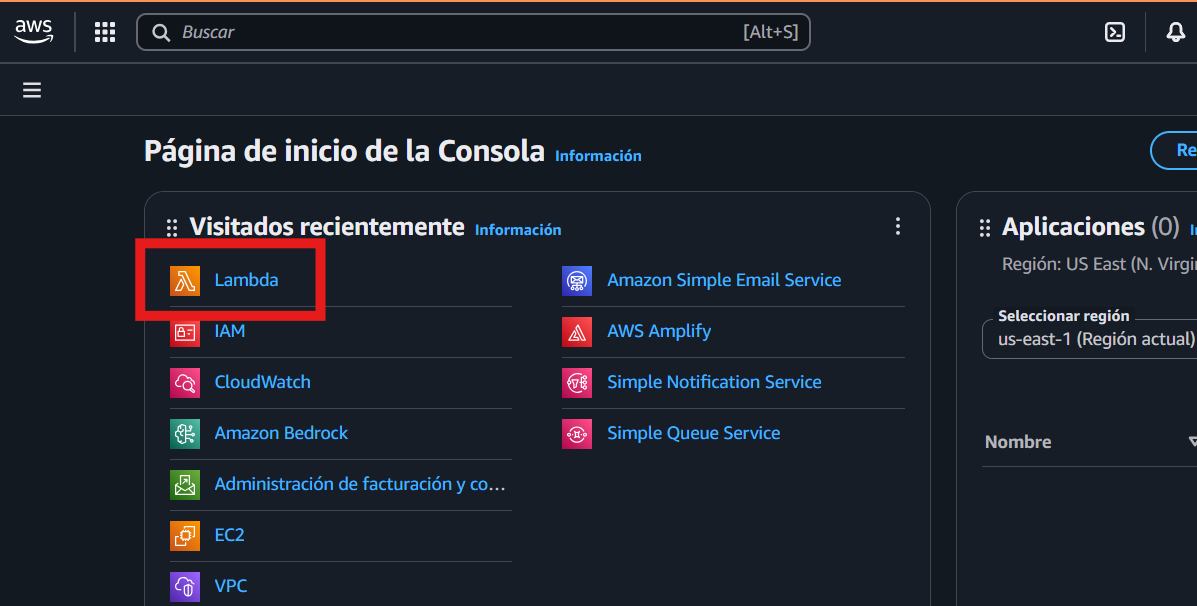 aws
Buscar [Alt+S]
Página de inicio de la Consola Información
Re
Visitados recientemente Información
Lambda
IAM
CloudWatch
Amazon Bedrock
Administración de facturación y co...
EC2
VPC
Amazon Simple Email Service
AWS Amplify
Simple Notification Service
Simple Queue Service
Aplicaciones (0) I
Región: US East (N. Virgin
Seleccionar región
us-east-1 (Región actual)
Nombre